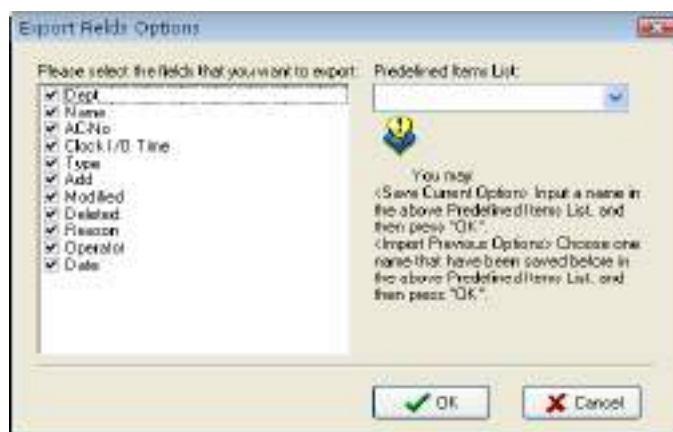 Export Fields Options
Please select the fields that you want to export:
Dept
Name
AC-No
Clock I/O Time
Type
Add
Modified
Deleted
Reason
Operator
Date
Predefined Items List:
You may:
<Save Current Option> Input a name in
the above Predefined Items List, and
then press "OK".
<Import Previous Options> Choose one
name that have been saved before in
the above Predefined Items List, and
then press "OK".
OK
Cancel